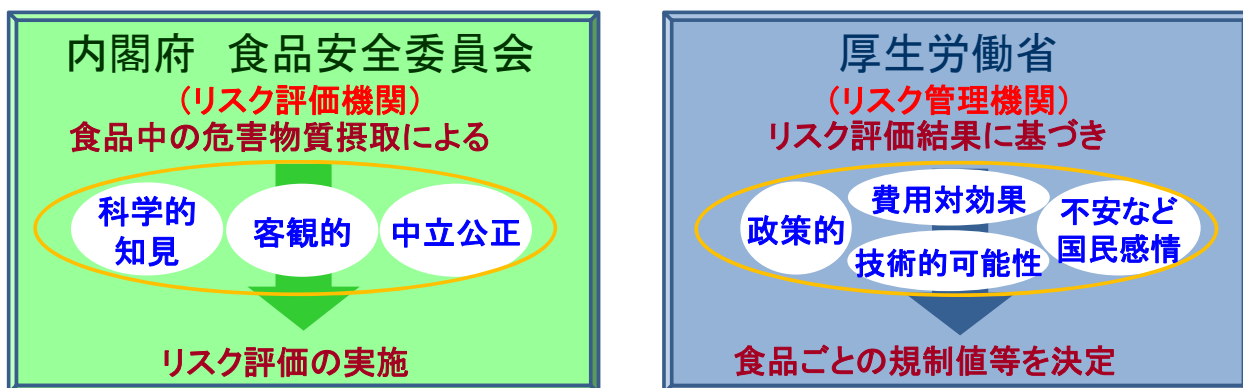 内閣府　食品安全委員会
（リスク評価機関）
食品中の危害物質摂取による
科学的
知見
客観的
中立公正
リスク評価の実施
厚生労働省
（リスク管理機関）
リスク評価結果に基づき
政策的
費用対効果
技術的可能性
不安など
国民感情
食品ごとの規制値等を決定